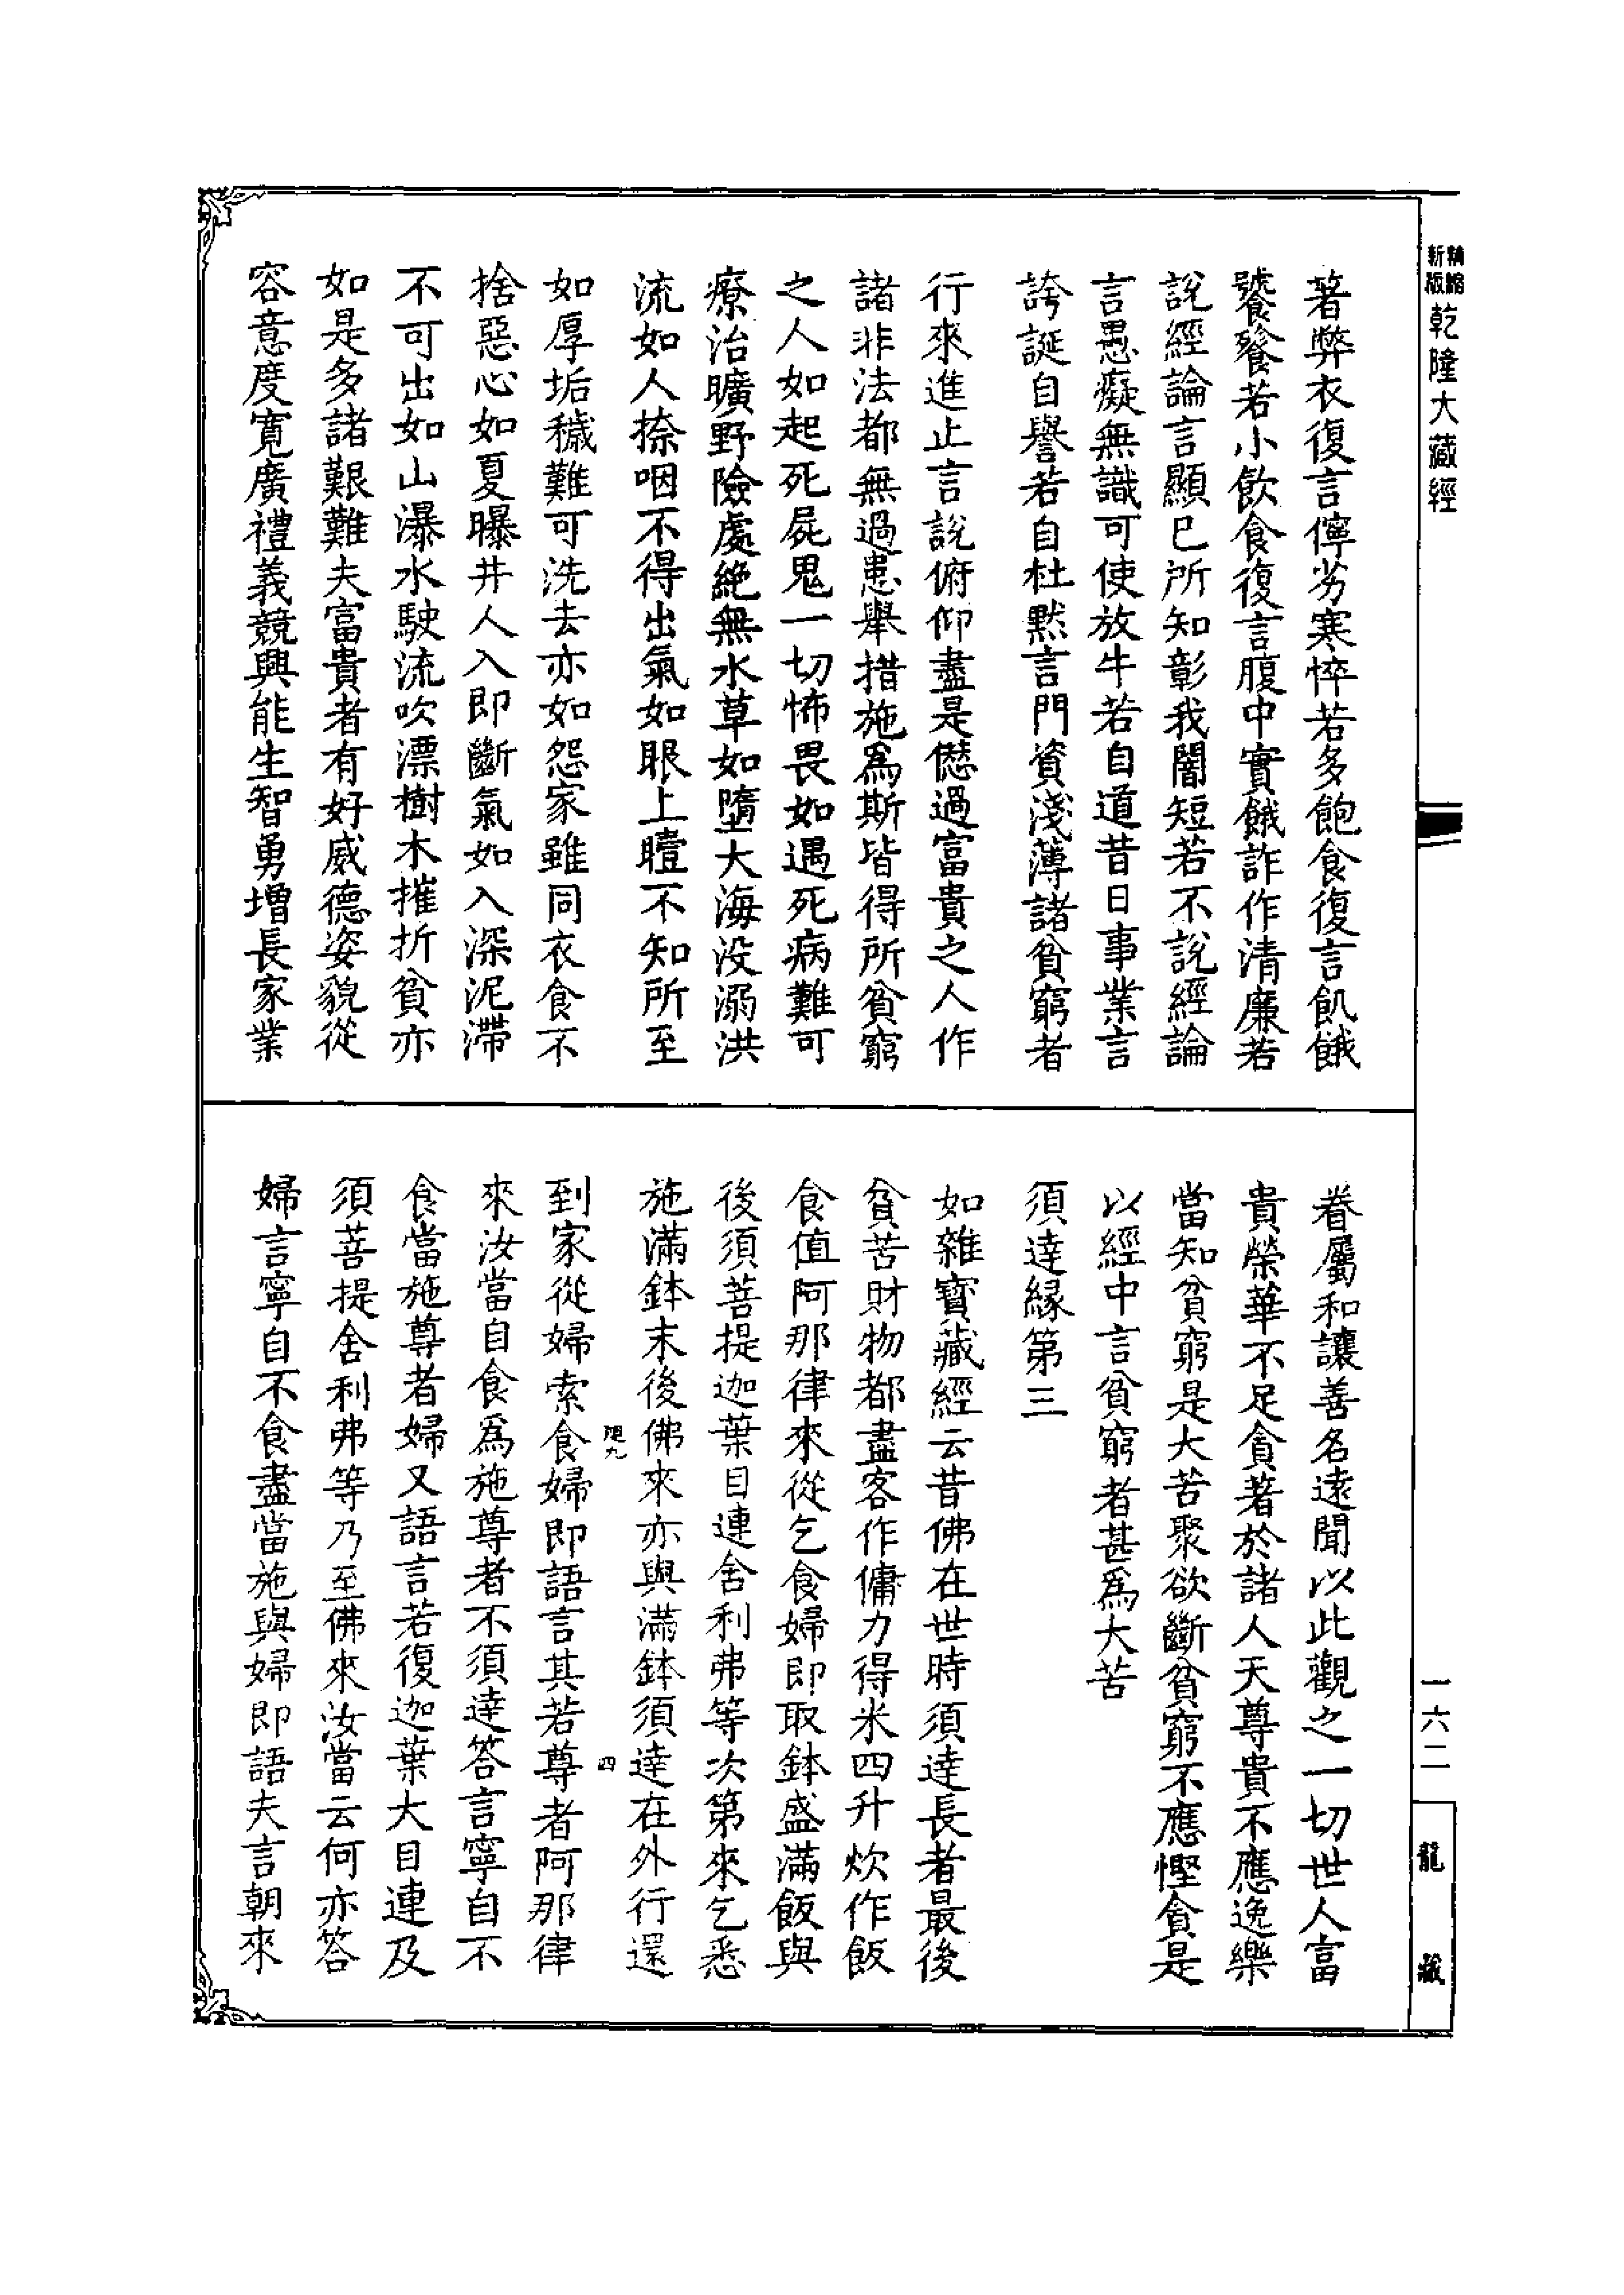 精縮
新版
乾隆大藏經
著弊衣復言儜劣寒悴若多飽食復言飢餓
饕餮若小飲食復言腹中實餓詐作清廉若
說經論言顯已所知彰我闇短若不說經論
言愚癡無識可使放牛若自道昔日事業言
誇誕自譽若自杜默言門資淺薄諸貧窮者
行來進止言說俯仰盡是僁過富貴之人作
諸非法都無過患舉措施爲斯皆得所貧窮
之人如起死屍鬼一切怖畏如遇死病難可
療治曠野險處絶無水草如墮大海没溺洪
流如人捺咽不得出氣如眼上曀不知所至
如厚垢穢難可洗去亦如怨家雖同衣食不
捨惡心如夏曝井人入即斷氣如入深泥滯
不可出如山瀑水駛流吹漂樹木摧折貧亦
如是多諸艱難夫富貴者有好威德姿貌從
容意度寬廣禮義競興能生智勇增長家業
眷屬和讓善名遠聞以此觀之一切世人富
貴榮華不足貪著於諸人天尊貴不應逸樂
當知貧窮是大苦聚欲斷貧窮不應慳貪是
以經中言貧窮者甚爲大苦
須達緣第三
如雜寶藏經云昔佛在世時須達長者最後
貧苦財物都盡客作傭力得米四升炊作飯
食值阿那律來從乞食婦即取鉢盛滿飯與
後須菩提迦葉目連舍利弗等次第來乞悉
施滿鉢末後佛來亦與滿鉢須達在外行還
到家從婦索食婦即語言其若尊者阿那律
來汝當自食爲施尊者不須達答言寧自不
食當施尊者婦又語言若復迦葉大目連及
須菩提舍利弗等乃至佛來汝當云何亦答
婦言寧自不食盡當施與婦即語夫言朝來
九
四
一六二
龍藏